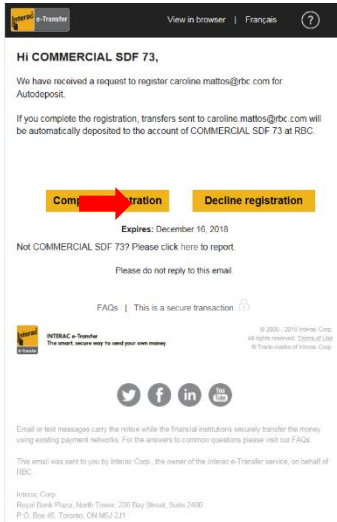 Interac e-Transfer
View in browser | Français ?
Hi COMMERCIAL SDF 73,
We have received a request to register caroline.mattos@rbc.com for
Autodeposit.
If you complete the registration, transfers sent to caroline.mattos@rbc.com will
be automatically deposited to the account of COMMERCIAL SDF 73 at RBC.
Decline registration
Expires: December 16, 2018
Not COMMERCIAL SDF 73? Please click here to report.
Please do not reply to this email.
FAQs | This is a secure transaction
Interac e-Transfer
INTERAC e-Transfer
The smart, secure way to send your own money.
© 2000 - 2018 Interac Corp.
All rights reserved. Terms of Use
® Trade-marks of Interac Corp.
f in You Tube
Email or text messages carry the notice while the financial institutions securely transfer the money
using existing payment networks. For the answers to common questions please visit our FAQs.
This email was sent to you by Interac Corp., the owner of the Interac e-Transfer service, on behalf of
RBC.
Interac Corp.
Royal Bank Plaza, North Tower, 200 Bay Street, Suite 2400
P.O. Box 45, Toronto, ON M5J 2J1